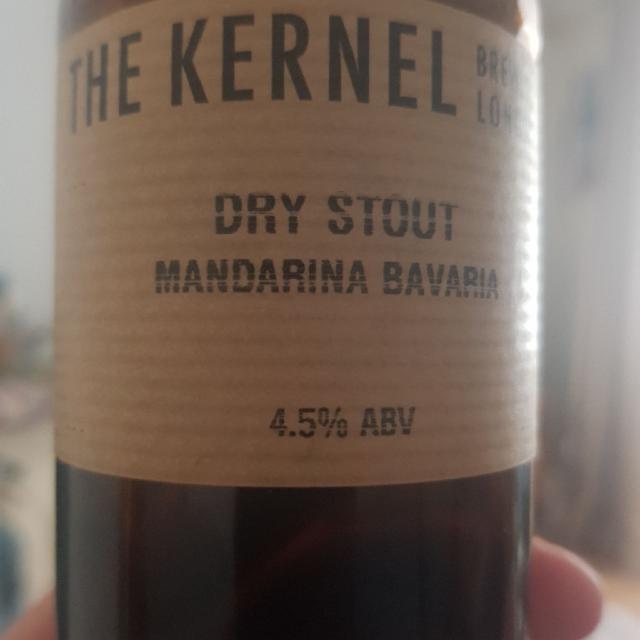 THE KERNEL
DRY STOUT
MANDARINA BAVARIA
4.5% ABV